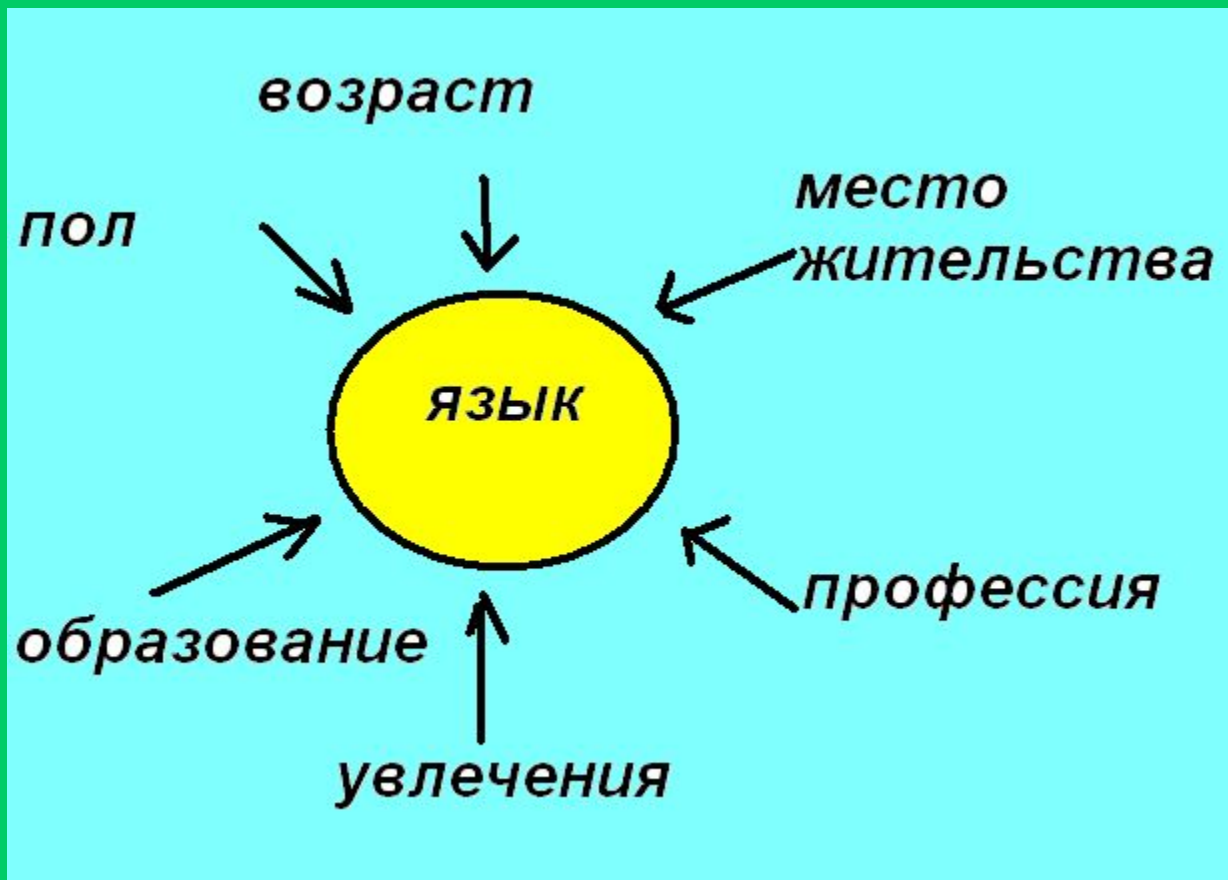 возраст
пол
место
жительства
язык
образование
профессия
увлечения